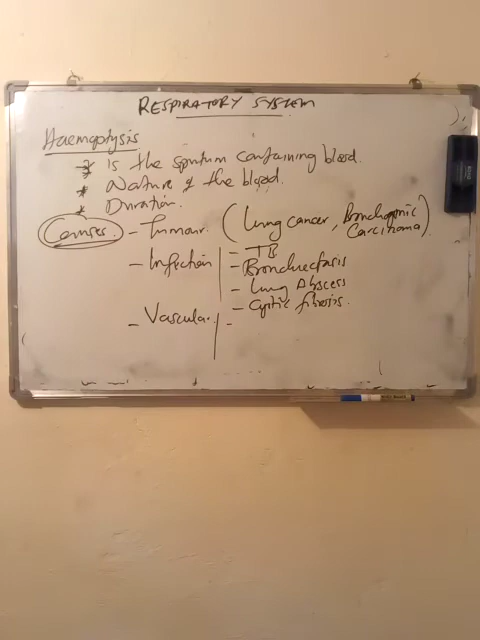 RESPIRATORY SYSTEM
Haemoptysis
* Is the sputum containing blood.
* Nature of the blood.
* Duration.
Causes. - Tumour. (Lung cancer, Bronchogenic Carcinoma).
- Infection - TB
- Bronchiectasis
- Lung Abscess
- Cystic fibrosis.
- Vascular. -